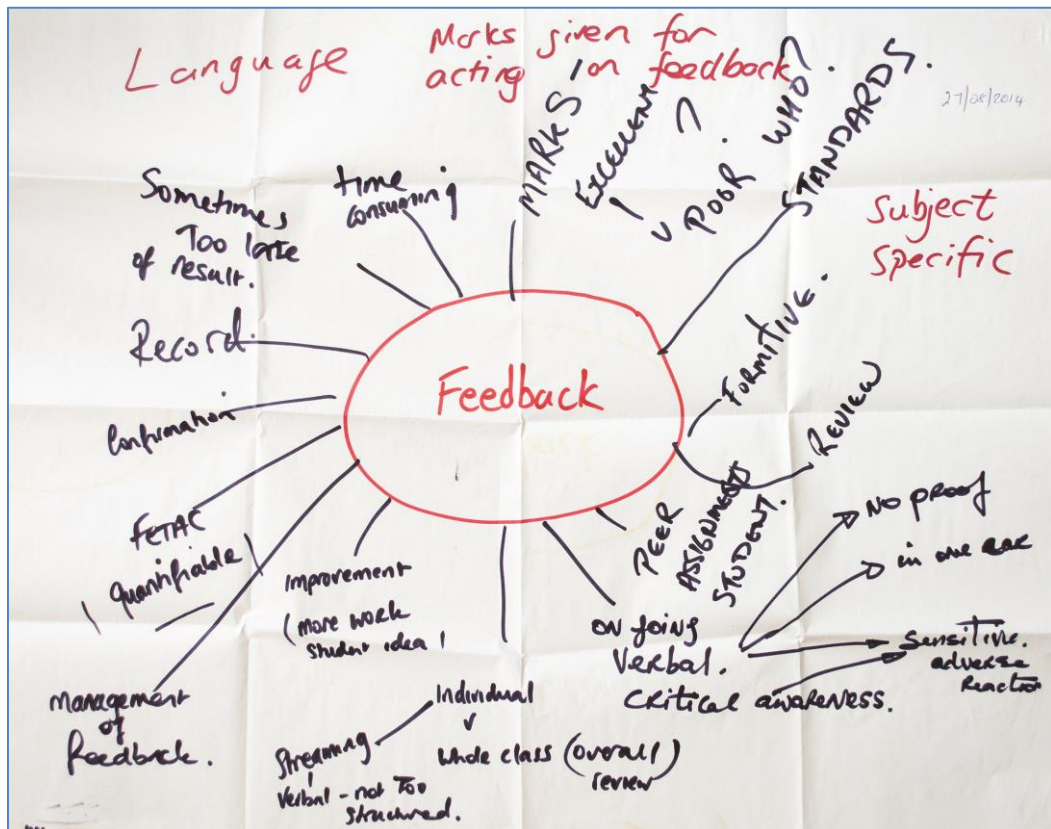 Language
Marks given for
acting on feedback
27/08/2014
MARKS
EXCELLENT
?
v POOR. WHO?
STANDARDS.
Subject
Specific
time
consuming
Sometimes
Too late
of result.
Record.
Confirmation
FETAC
Quantifiable
Management
of
feedback.
Feedback
FORMITIVE.
REVIEW
PEER
ASSIGNMENTS
STUDENT.
Improvement
(more work
student idea)
Individual
v
Whole class (overall)
review
Streaming
Verbal - not Too
structured.
ON going
Verbal.
CRitical awareness.
NO PROOF
in one ear
Sensitive.
adverse
Reaction